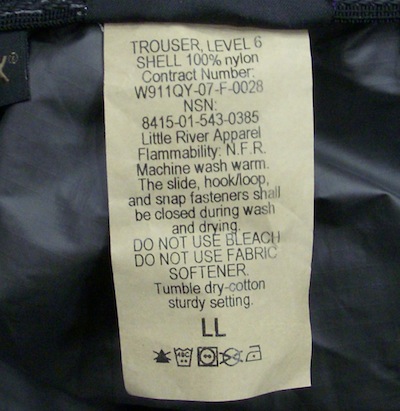 TROUSER, LEVEL 6
SHELL 100% nylon
Contract Number:
W911QY-07-F-0028
NSN:
8415-01-543-0385
Little River Apparel
Flammability: N.F.R.
Machine wash warm.
The slide, hook/loop,
and snap fasteners shall
be closed during wash
and drying.
DO NOT USE BLEACH
DO NOT USE FABRIC
SOFTENER.
Tumble dry-cotton
sturdy setting.
LL